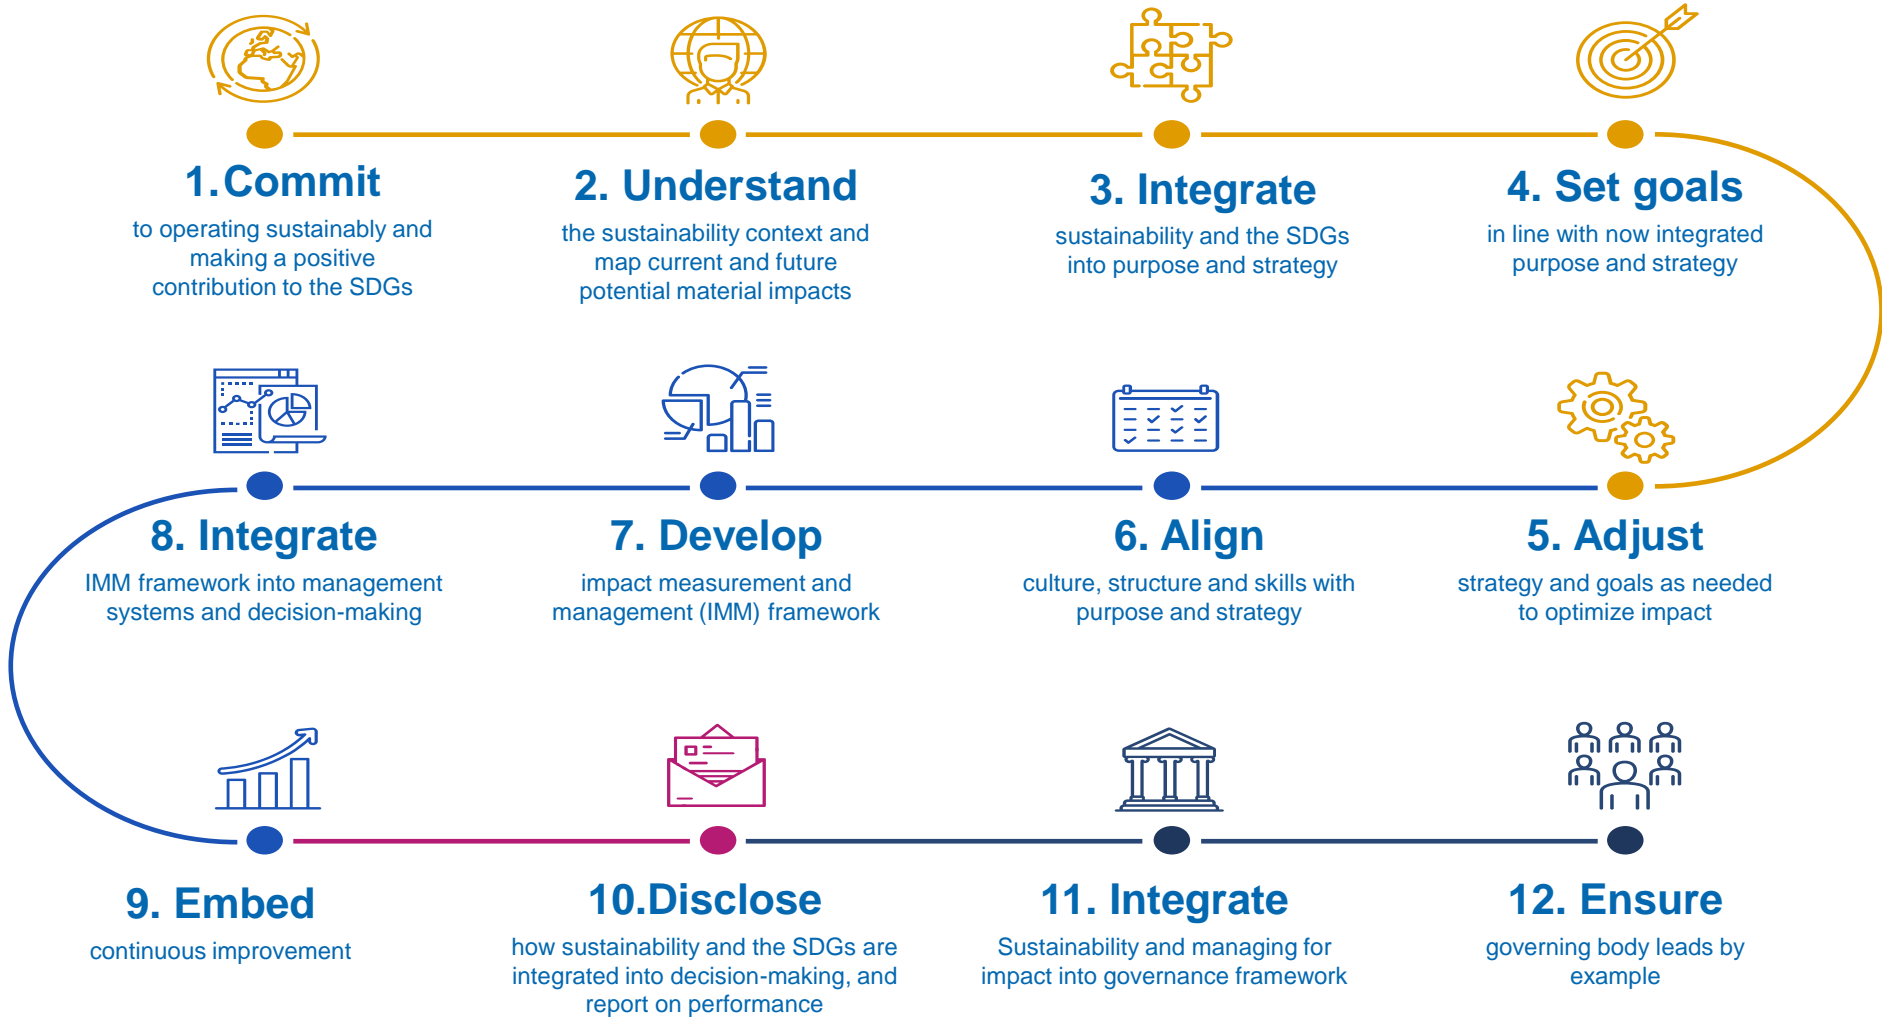 1.Commit
to operating sustainably and
making a positive
contribution to the SDGs
2. Understand
the sustainability context and
map current and future
potential material impacts
3. Integrate
sustainability and the SDGs
into purpose and strategy
4. Set goals
in line with now integrated
purpose and strategy
5. Adjust
strategy and goals as needed
to optimize impact
6. Align
culture, structure and skills with
purpose and strategy
7. Develop
impact measurement and
management (IMM) framework
8. Integrate
IMM framework into management
systems and decision-making
9. Embed
continuous improvement
10.Disclose
how sustainability and the SDGs are
integrated into decision-making, and
report on performance
11. Integrate
Sustainability and managing for
impact into governance framework
12. Ensure
governing body leads by
example